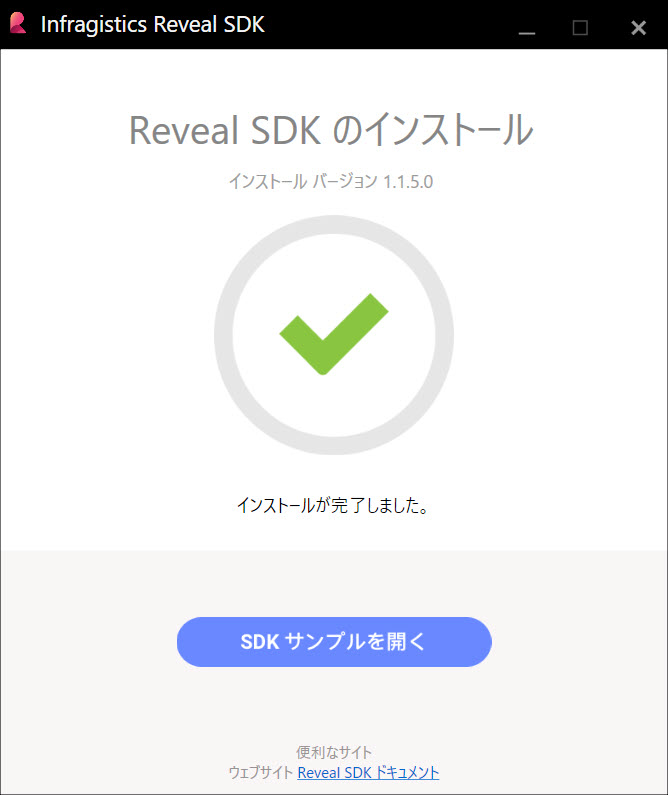 Infragistics Reveal SDK
Reveal SDK のインストール
インストール バージョン 1.1.5.0
インストールが完了しました。
SDK サンプルを開く
便利なサイト
ウェブサイト Reveal SDK ドキュメント